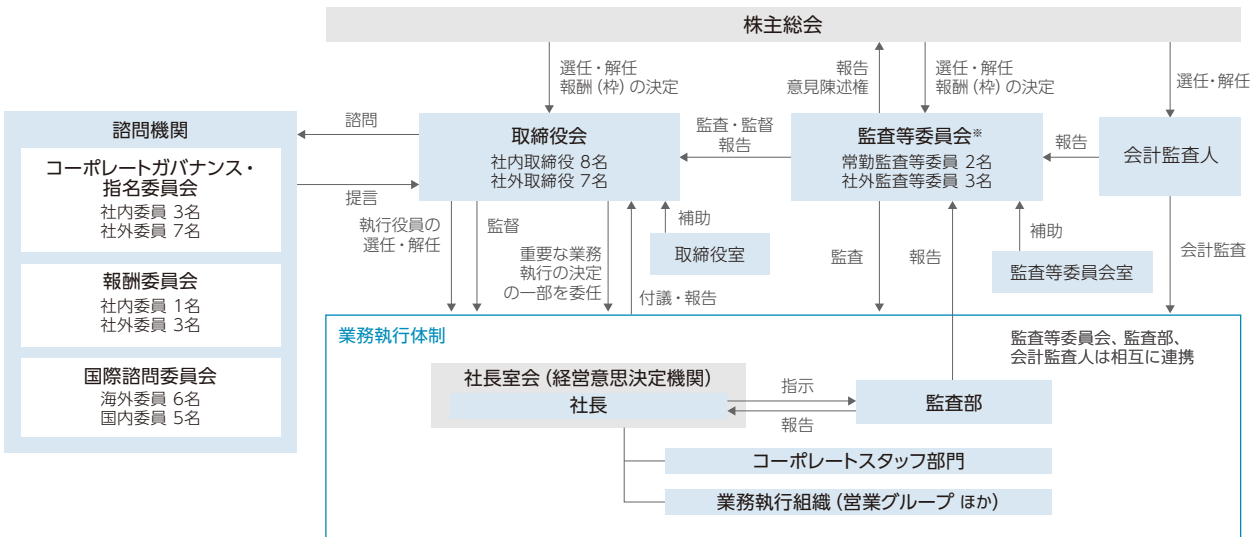 株主総会
選任・解任
報酬(枠)の決定
報告
意見陳述権
選任・解任
報酬(枠)の決定
選任・解任
諮問機関
コーポレートガバナンス・
指名委員会
社内委員 3名
社外委員 7名
報酬委員会
社内委員 1名
社外委員 3名
国際諮問委員会
海外委員 6名
国内委員 5名
諮問
提言
取締役会
社内取締役 8名
社外取締役 7名
監査・監督
報告
監査等委員会※
常勤監査等委員 2名
社外監査等委員 3名
報告
会計監査人
執行役員の
選任・解任
監督
重要な業務
執行の決定
の一部を委任
付議・報告
補助
取締役室
監査
報告
補助
監査等委員会室
会計監査
業務執行体制
監査等委員会、監査部、
会計監査人は相互に連携
社長室会(経営意思決定機関)
社長
指示
報告
監査部
コーポレートスタッフ部門
業務執行組織(営業グループ ほか)